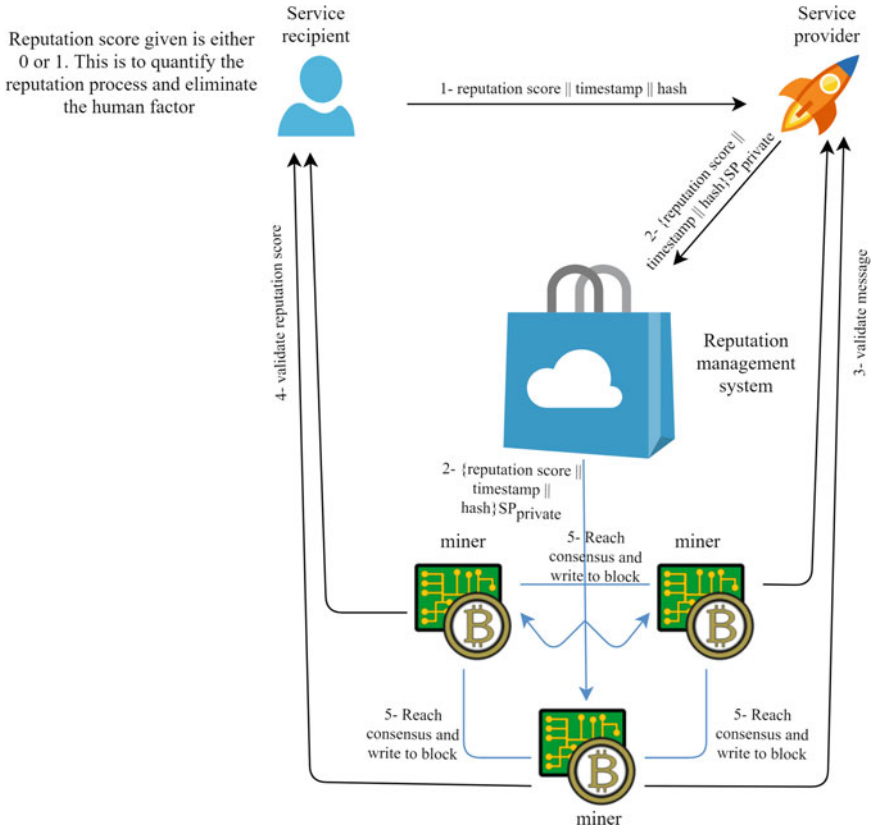 Service
recipient
Service
provider
Reputation score given is either
0 or 1. This is to quantify the
reputation process and eliminate
the human factor
1- reputation score || timestamp || hash
2- {reputation score ||
timestamp || hash}SPprivate
4- validate reputation score
3- validate message
Reputation
management
system
2- {reputation score ||
timestamp ||
hash}SPprivate
miner
5- Reach
consensus and
write to block
miner
5- Reach
consensus and
write to block
5- Reach
consensus and
write to block
miner